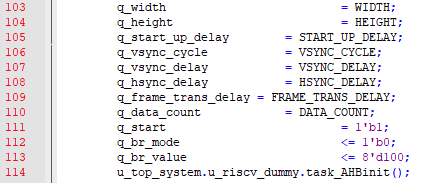 103 q_width = WIDTH;
104 q_height = HEIGHT;
105 q_start_up_delay = START_UP_DELAY;
106 q_vsync_cycle = VSYNC_CYCLE;
107 q_vsync_delay = VSYNC_DELAY;
108 q_hsync_delay = HSYNC_DELAY;
109 q_frame_trans_delay = FRAME_TRANS_DELAY;
110 q_data_count = DATA_COUNT;
111 q_start = 1'b1;
112 q_br_mode <= 1'b0;
113 q_br_value <= 8'd100;
114 u_top_system.u_riscv_dummy.task_AHBinit();